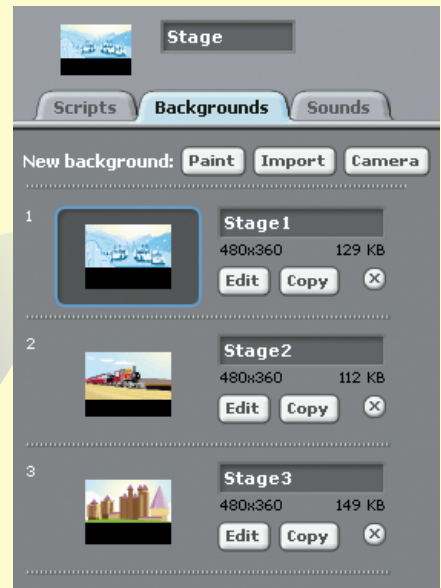 Stage
Scripts Backgrounds Sounds
New background: Paint Import Camera
1
Stage1
480x360 129 KB
Edit Copy
2
Stage2
480x360 112 KB
Edit Copy
3
Stage3
480x360 149 KB
Edit Copy